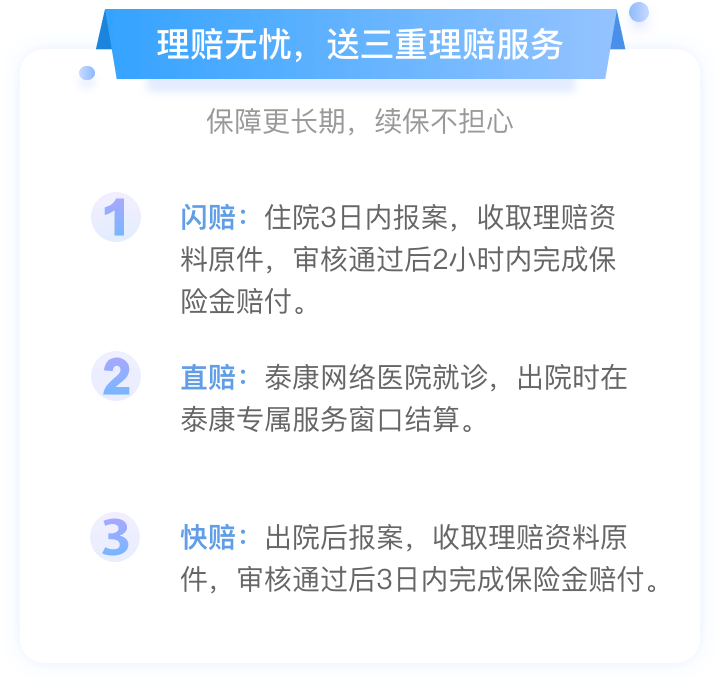 理赔无忧，送三重理赔服务
保障更长期，续保不担心
1
闪赔：住院3日内报案，收取理赔资
料原件，审核通过后2小时内完成保
险金赔付。
2
直赔：泰康网络医院就诊，出院时在
泰康专属服务窗口结算。
3
快赔：出院后报案，收取理赔资料原
件，审核通过后3日内完成保险金赔付。